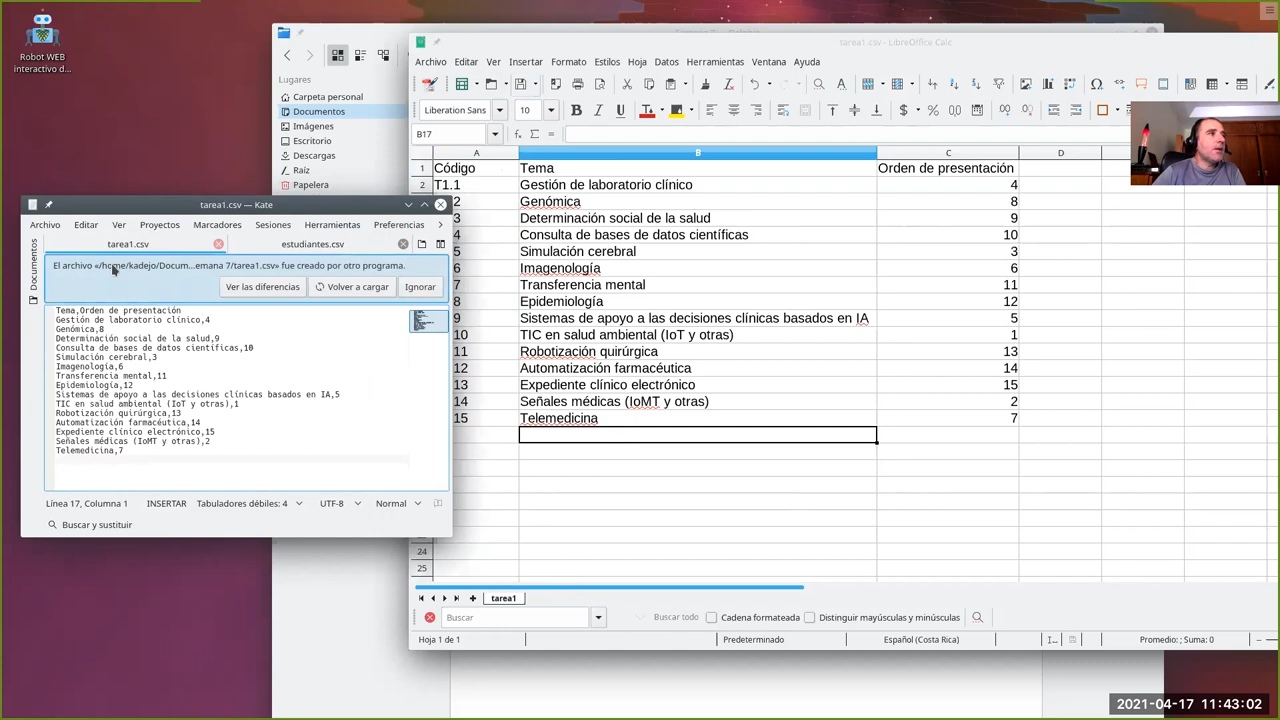 Robot WEB
interactivo d...
Lugares
Carpeta personal
Documentos
Imágenes
Escritorio
Descargas
Raíz
Papelera
tarea1.csv - LibreOffice Calc
Archivo Editar Ver Insertar Formato Estilos Hoja Datos Herramientas Ventana Ayuda
Liberation Sans 10
B17
A B C D
1 Código Tema Orden de presentación
2 T1.1 Gestión de laboratorio clínico 4
2 Genómica 8
3 Determinación social de la salud 9
4 Consulta de bases de datos científicas 10
5 Simulación cerebral 3
6 Imagenología 6
7 Transferencia mental 11
8 Epidemiología 12
9 Sistemas de apoyo a las decisiones clínicas basados en IA 5
10 TIC en salud ambiental (IoT y otras) 1
11 Robotización quirúrgica 13
12 Automatización farmacéutica 14
13 Expediente clínico electrónico 15
14 Señales médicas (IoMT y otras) 2
15 Telemedicina 7
24
25
tarea1
Buscar Buscar todo Cadena formateada Distinguir mayúsculas y minúsculas
Hoja 1 de 1 Predeterminado Español (Costa Rica) Promedio: ; Suma: 0
tarea1.csv — Kate
Archivo Editar Ver Proyectos Marcadores Sesiones Herramientas Preferencias
Documentos
tarea1.csv estudiantes.csv
El archivo «/home/kadejo/Docum...emana 7/tarea1.csv» fue creado por otro programa.
Ver las diferencias Volver a cargar Ignorar
Tema,Orden de presentación
Gestión de laboratorio clínico,4
Genómica,8
Determinación social de la salud,9
Consulta de bases de datos científicas,10
Simulación cerebral,3
Imagenología,6
Transferencia mental,11
Epidemiología,12
Sistemas de apoyo a las decisiones clínicas basados en IA,5
TIC en salud ambiental (IoT y otras),1
Robotización quirúrgica,13
Automatización farmacéutica,14
Expediente clínico electrónico,15
Señales médicas (IoMT y otras),2
Telemedicina,7
Línea 17, Columna 1 INSERTAR Tabuladores débiles: 4 UTF-8 Normal
Buscar y sustituir
2021-04-17 11:43:02